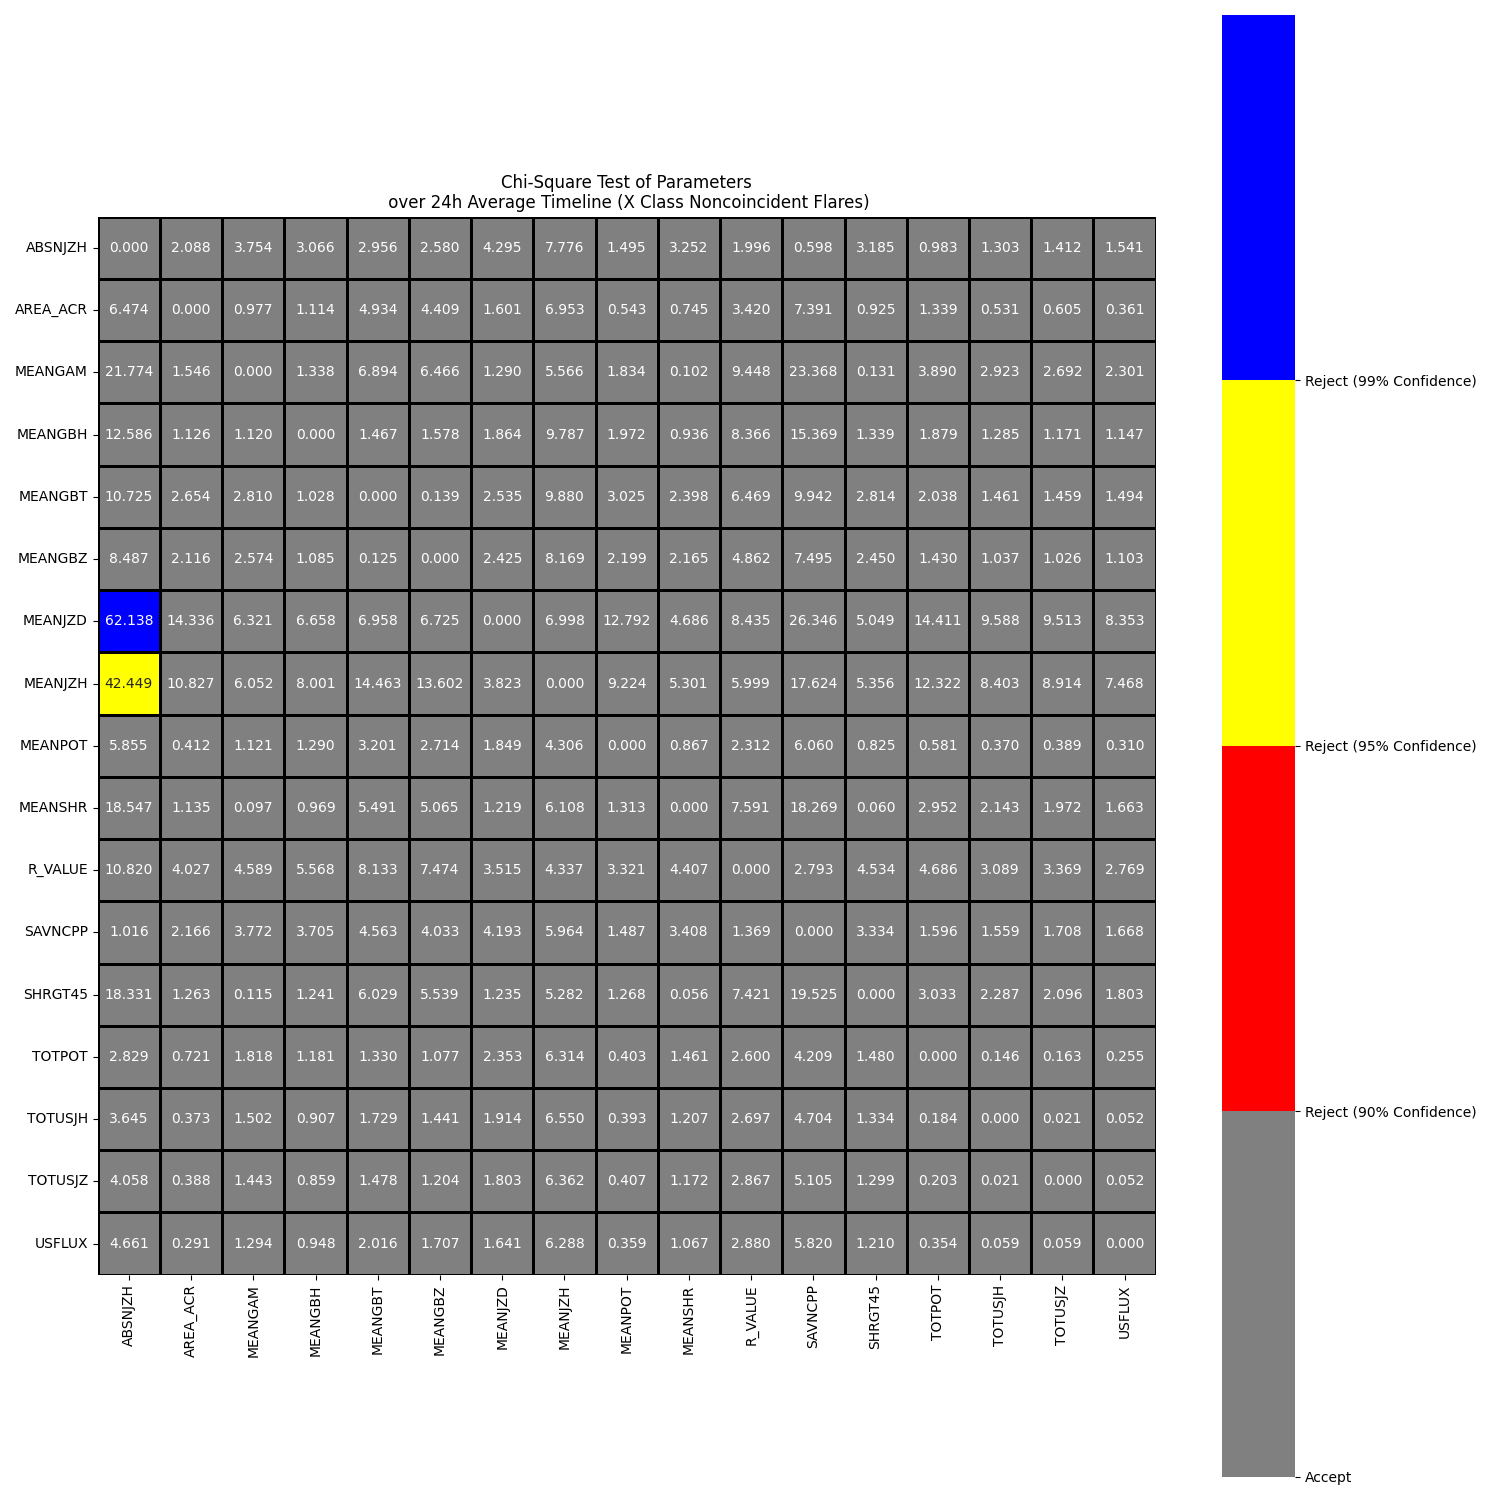 Chi-Square Test of Parameters
over 24h Average Timeline (X Class Noncoincident Flares)
ABSNJZH 0.000 2.088 3.754 3.066 2.956 2.580 4.295 7.776 1.495 3.252 1.996 0.598 3.185 0.983 1.303 1.412 1.541
AREA_ACR 6.474 0.000 0.977 1.114 4.934 4.409 1.601 6.953 0.543 0.745 3.420 7.391 0.925 1.339 0.531 0.605 0.361
MEANGAM 21.774 1.546 0.000 1.338 6.894 6.466 1.290 5.566 1.834 0.102 9.448 23.368 0.131 3.890 2.923 2.692 2.301
MEANGBH 12.586 1.126 1.120 0.000 1.467 1.578 1.864 9.787 1.972 0.936 8.366 15.369 1.339 1.879 1.285 1.171 1.147
MEANGBT 10.725 2.654 2.810 1.028 0.000 0.139 2.535 9.880 3.025 2.398 6.469 9.942 2.814 2.038 1.461 1.459 1.494
MEANGBZ 8.487 2.116 2.574 1.085 0.125 0.000 2.425 8.169 2.199 2.165 4.862 7.495 2.450 1.430 1.037 1.026 1.103
MEANJZD 62.138 14.336 6.321 6.658 6.958 6.725 0.000 6.998 12.792 4.686 8.435 26.346 5.049 14.411 9.588 9.513 8.353
MEANJZH 42.449 10.827 6.052 8.001 14.463 13.602 3.823 0.000 9.224 5.301 5.999 17.624 5.356 12.322 8.403 8.914 7.468
MEANPOT 5.855 0.412 1.121 1.290 3.201 2.714 1.849 4.306 0.000 0.867 2.312 6.060 0.825 0.581 0.370 0.389 0.310
MEANSHR 18.547 1.135 0.097 0.969 5.491 5.065 1.219 6.108 1.313 0.000 7.591 18.269 0.060 2.952 2.143 1.972 1.663
R_VALUE 10.820 4.027 4.589 5.568 8.133 7.474 3.515 4.337 3.321 4.407 0.000 2.793 4.534 4.686 3.089 3.369 2.769
SAVNCPP 1.016 2.166 3.772 3.705 4.563 4.033 4.193 5.964 1.487 3.408 1.369 0.000 3.334 1.596 1.559 1.708 1.668
SHRGT45 18.331 1.263 0.115 1.241 6.029 5.539 1.235 5.282 1.268 0.056 7.421 19.525 0.000 3.033 2.287 2.096 1.803
TOTPOT 2.829 0.721 1.818 1.181 1.330 1.077 2.353 6.314 0.403 1.461 2.600 4.209 1.480 0.000 0.146 0.163 0.255
TOTUSJH 3.645 0.373 1.502 0.907 1.729 1.441 1.914 6.550 0.393 1.207 2.697 4.704 1.334 0.184 0.000 0.021 0.052
TOTUSJZ 4.058 0.388 1.443 0.859 1.478 1.204 1.803 6.362 0.407 1.172 2.867 5.105 1.299 0.203 0.021 0.000 0.052
USFLUX 4.661 0.291 1.294 0.948 2.016 1.707 1.641 6.288 0.359 1.067 2.880 5.820 1.210 0.354 0.059 0.059 0.000
ABSNJZH AREA_ACR MEANGAM MEANGBH MEANGBT MEANGBZ MEANJZD MEANJZH MEANPOT MEANSHR R_VALUE SAVNCPP SHRGT45 TOTPOT TOTUSJH TOTUSJZ USFLUX
Reject (99% Confidence)
Reject (95% Confidence)
Reject (90% Confidence)
Accept